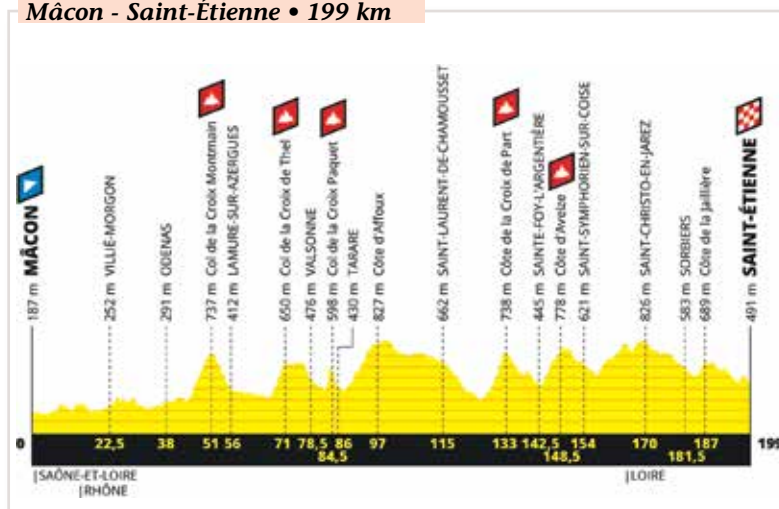 Mâcon - Saint-Étienne • 199 km
187 m MÂCON
252 m VILLIÉ-MORGON
291 m ODENAS
737 m Col de la Croix Montmain
412 m LAMURE-SUR-AZERGUES
650 m Col de la Croix de Thel
476 m VALSONNE
598 m Col de la Croix Paquet
430 m TARARE
827 m Côte d'Affoux
662 m SAINT-LAURENT-DE-CHAMOUSSET
738 m Côte de la Croix de Part
445 m SAINTE-FOY-L'ARGENTIÈRE
778 m Côte d'Aveize
621 m SAINT-SYMPHORIEN-SUR-COISE
826 m SAINT-CHRISTO-EN-JAREZ
583 m SORBIERS
689 m Côte de la Jaillère
491 m SAINT-ÉTIENNE
0 22,5 38 51 56 71 78,5 86 97 115 133 142,5 154 170 187 199
84,5 148,5 181,5
|SAÔNE-ET-LOIRE |LOIRE
|RHÔNE